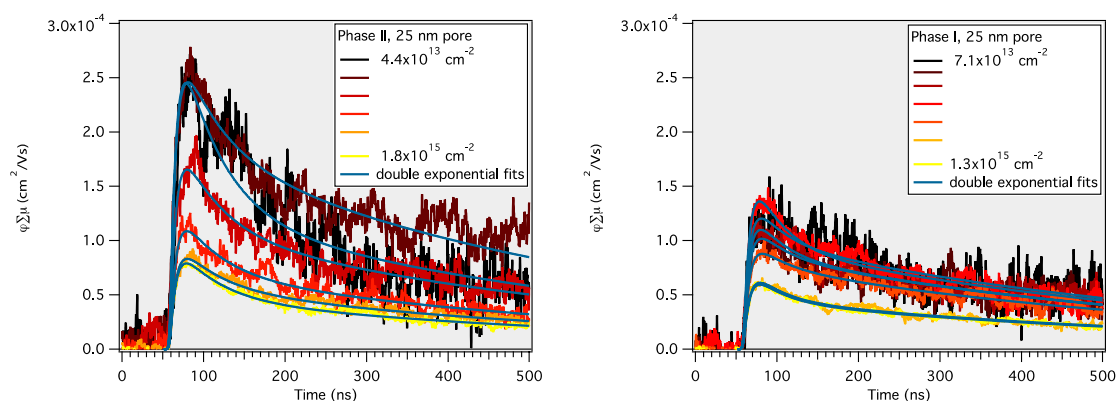 3.0x10⁻⁴
2.5
2.0
1.5
1.0
0.5
0.0
φ∑μ (cm²/Vs)
0
100
200
300
400
500
Time (ns)
Phase II, 25 nm pore
4.4x10¹³ cm⁻²
1.8x10¹⁵ cm⁻²
double exponential fits
3.0x10⁻⁴
2.5
2.0
1.5
1.0
0.5
0.0
φ∑μ (cm²/Vs)
0
100
200
300
400
500
Time (ns)
Phase I, 25 nm pore
7.1x10¹³ cm⁻²
1.3x10¹⁵ cm⁻²
double exponential fits